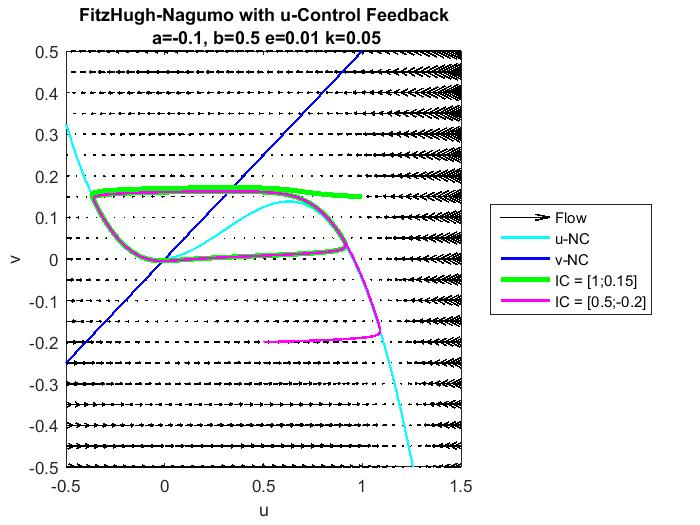 FitzHugh-Nagumo with u-Control Feedback
a=-0.1, b=0.5 e=0.01 k=0.05
0.5
0.4
0.3
0.2
0.1
0
-0.1
-0.2
-0.3
-0.4
-0.5
v
-0.5
0
0.5
1
1.5
u
Flow
u-NC
v-NC
IC = [1;0.15]
IC = [0.5;-0.2]